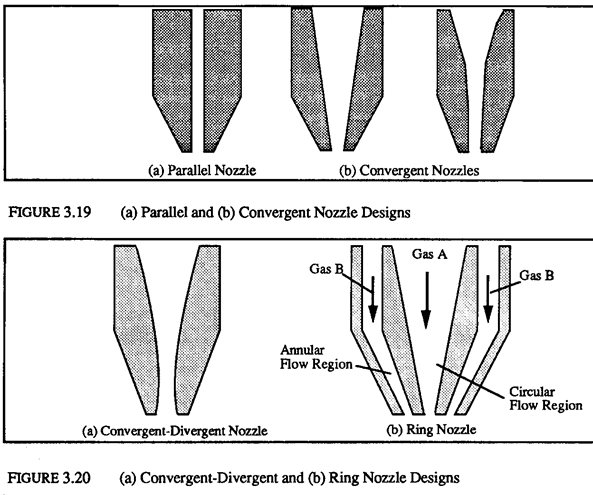 (a) Parallel Nozzle
(b) Convergent Nozzles
FIGURE 3.19 (a) Parallel and (b) Convergent Nozzle Designs
Gas A
Gas B
Gas B
Annular
Flow Region
Circular
Flow Region
(a) Convergent-Divergent Nozzle
(b) Ring Nozzle
FIGURE 3.20 (a) Convergent-Divergent and (b) Ring Nozzle Designs